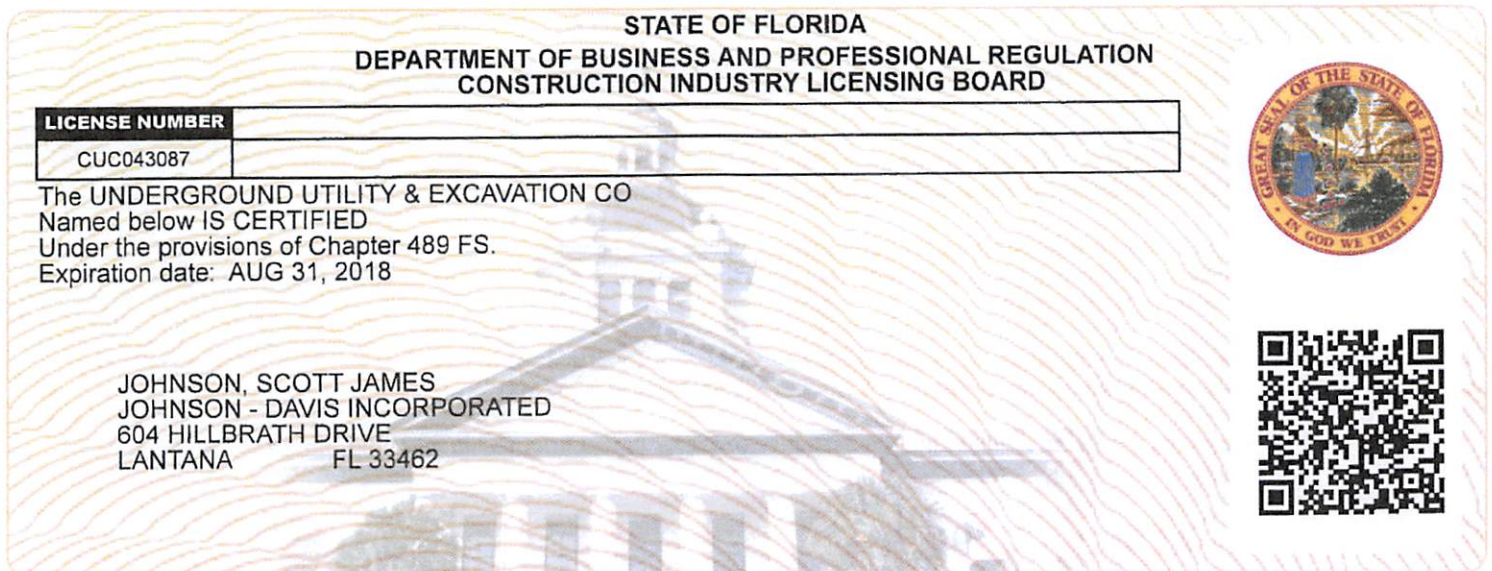 STATE OF FLORIDA
DEPARTMENT OF BUSINESS AND PROFESSIONAL REGULATION
CONSTRUCTION INDUSTRY LICENSING BOARD
LICENSE NUMBER
CUC043087
The UNDERGROUND UTILITY & EXCAVATION CO
Named below IS CERTIFIED
Under the provisions of Chapter 489 FS.
Expiration date: AUG 31, 2018
JOHNSON, SCOTT JAMES
JOHNSON - DAVIS INCORPORATED
604 HILLBRATH DRIVE
LANTANA FL 33462
GREAT SEAL OF THE STATE OF FLORIDA
IN GOD WE TRUST